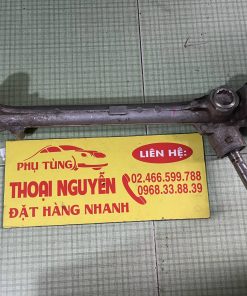 PHỤ TÙNG
THOẠI NGUYỄN
ĐẶT HÀNG NHANH
LIÊN HỆ:
02.466.599.788
0968.33.88.39